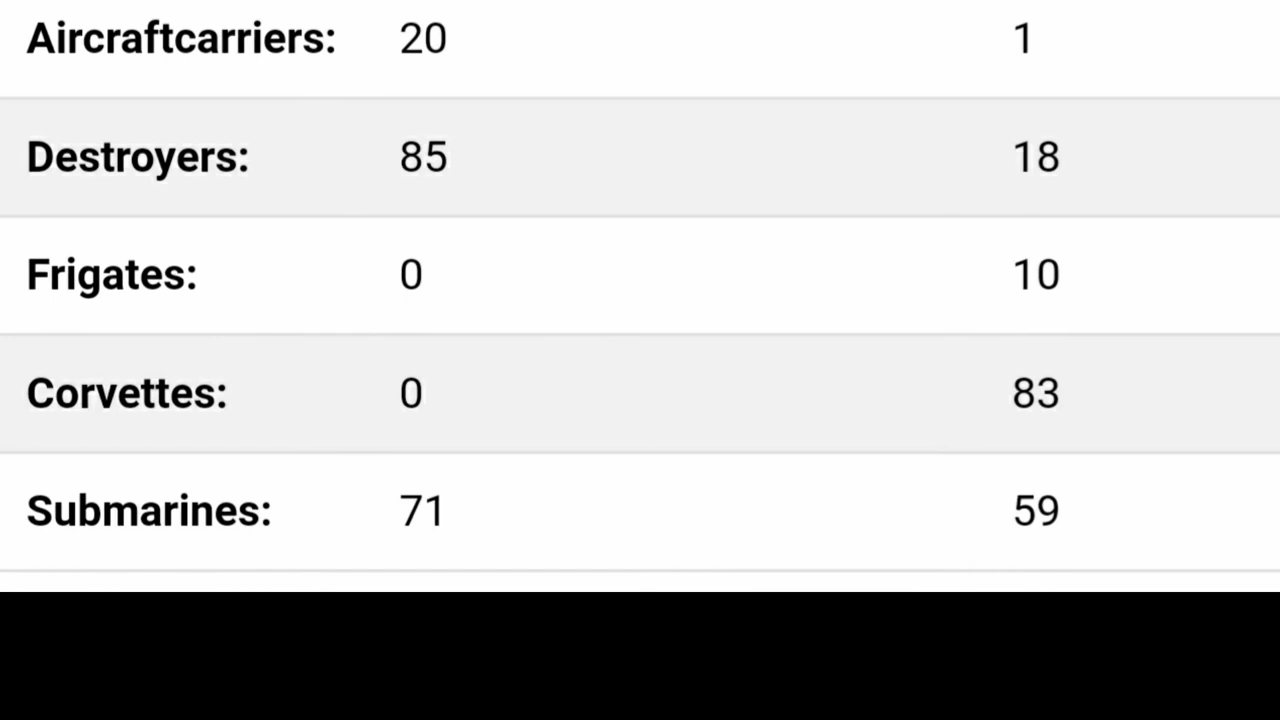 Aircraftcarriers: 20 1
Destroyers: 85 18
Frigates: 0 10
Corvettes: 0 83
Submarines: 71 59